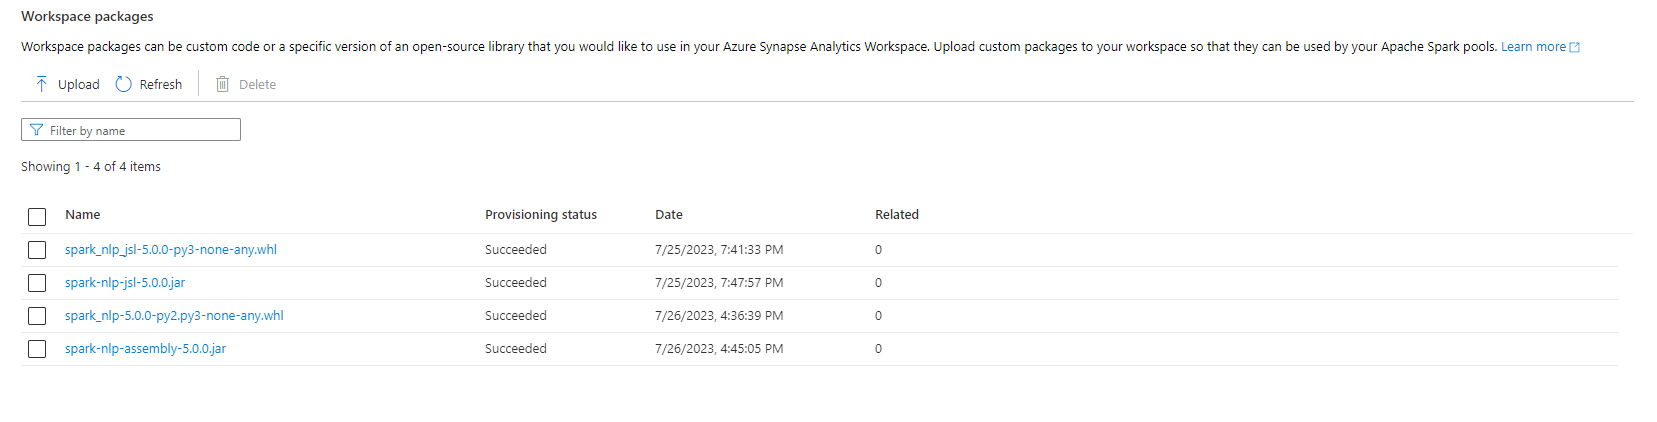 Workspace packages
Workspace packages can be custom code or a specific version of an open-source library that you would like to use in your Azure Synapse Analytics Workspace. Upload custom packages to your workspace so that they can be used by your Apache Spark pools. Learn more
Upload Refresh Delete
Filter by name
Showing 1 - 4 of 4 items
Name Provisioning status Date Related
spark_nlp_jsl-5.0.0-py3-none-any.whl Succeeded 7/25/2023, 7:41:33 PM 0
spark-nlp-jsl-5.0.0.jar Succeeded 7/25/2023, 7:47:57 PM 0
spark_nlp-5.0.0-py2.py3-none-any.whl Succeeded 7/26/2023, 4:36:39 PM 0
spark-nlp-assembly-5.0.0.jar Succeeded 7/26/2023, 4:45:05 PM 0